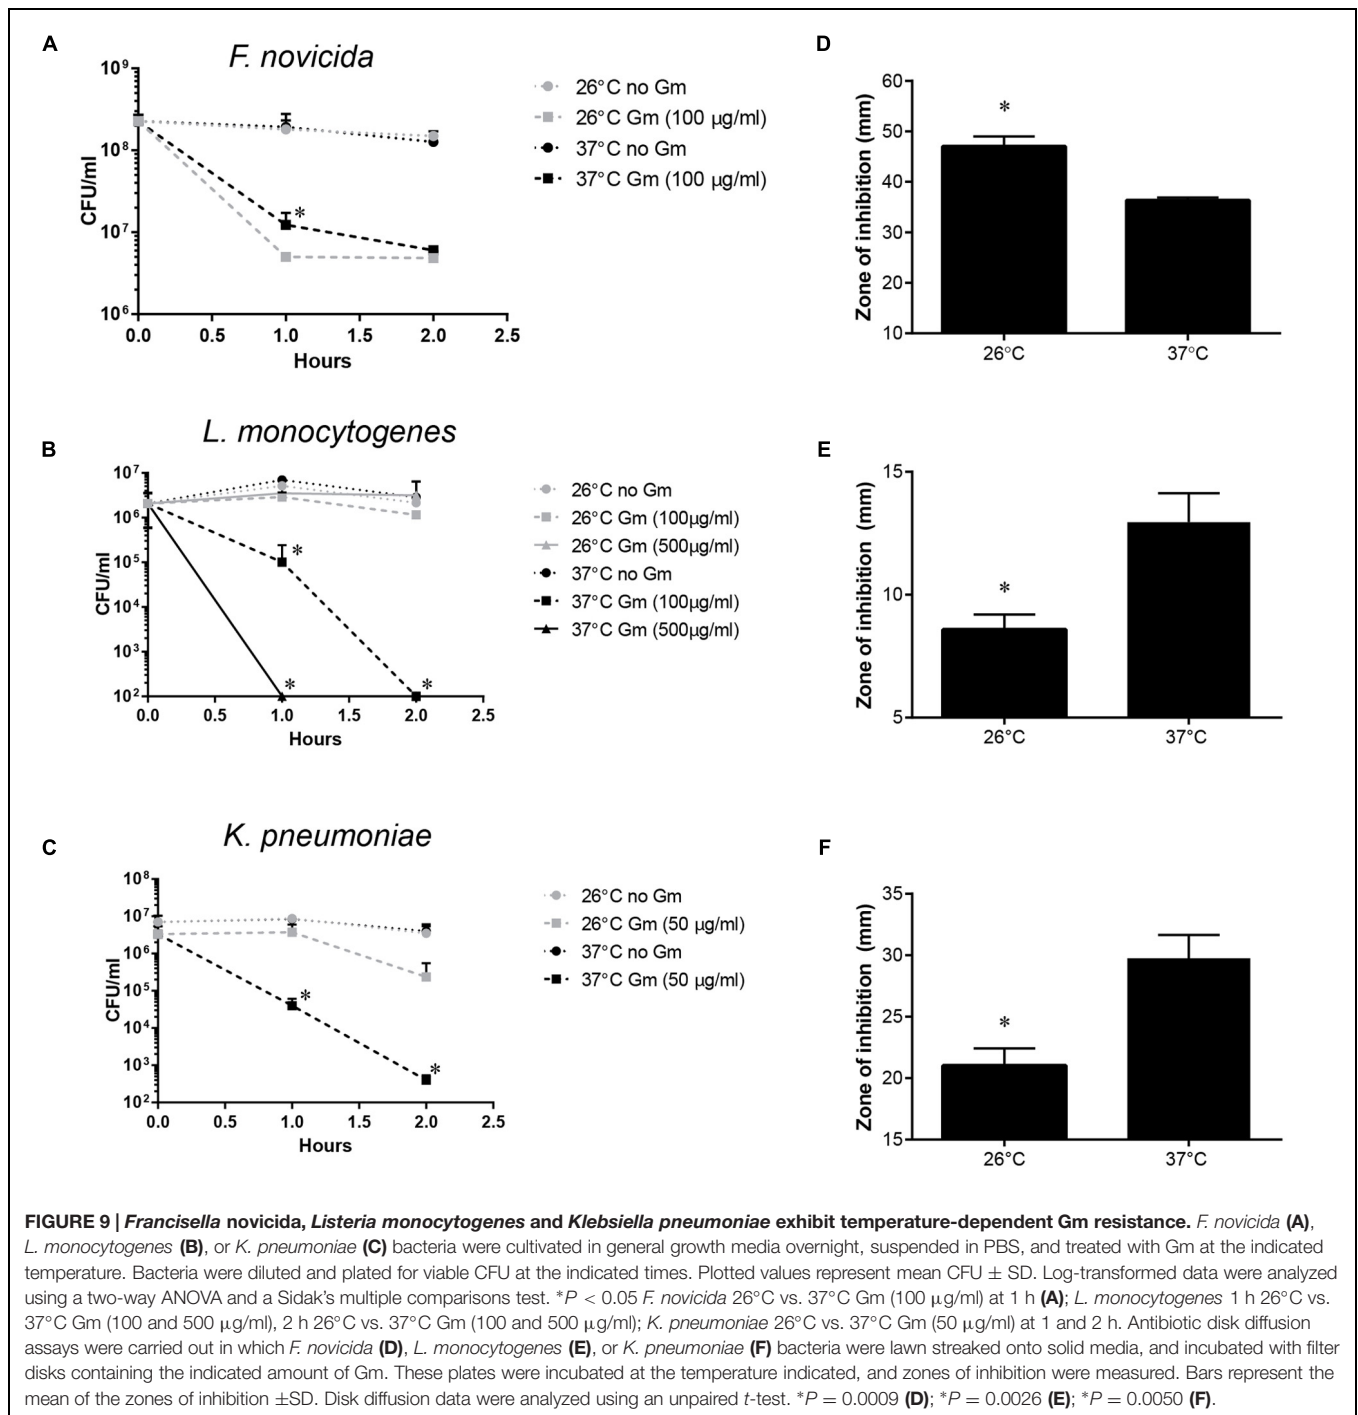 A
F. novicida
10⁹
10⁸
10⁷
10⁶
CFU/ml
0.0 0.5 1.0 1.5 2.0 2.5
Hours
*
26°C no Gm
26°C Gm (100 µg/ml)
37°C no Gm
37°C Gm (100 µg/ml)
D
60
50
40
30
20
10
Zone of inhibition (mm)
*
26°C 37°C
B
L. monocytogenes
10⁷
10⁶
10⁵
10⁴
10³
10²
CFU/ml
0.0 0.5 1.0 1.5 2.0 2.5
Hours
*
* *
26°C no Gm
26°C Gm (100µg/ml)
26°C Gm (500µg/ml)
37°C no Gm
37°C Gm (100µg/ml)
37°C Gm (500µg/ml)
E
15
10
5
Zone of inhibition (mm)
*
26°C 37°C
C
K. pneumoniae
10⁸
10⁷
10⁶
10⁵
10⁴
10³
10²
CFU/ml
0.0 0.5 1.0 1.5 2.0 2.5
Hours
*
*
26°C no Gm
26°C Gm (50 µg/ml)
37°C no Gm
37°C Gm (50 µg/ml)
F
35
30
25
20
15
Zone of inhibition (mm)
*
26°C 37°C
FIGURE 9 | Francisella novicida, Listeria monocytogenes and Klebsiella pneumoniae exhibit temperature-dependent Gm resistance. F. novicida (A),
L. monocytogenes (B), or K. pneumoniae (C) bacteria were cultivated in general growth media overnight, suspended in PBS, and treated with Gm at the indicated
temperature. Bacteria were diluted and plated for viable CFU at the indicated times. Plotted values represent mean CFU ± SD. Log-transformed data were analyzed
using a two-way ANOVA and a Sidak's multiple comparisons test. *P < 0.05 F. novicida 26°C vs. 37°C Gm (100 µg/ml) at 1 h (A); L. monocytogenes 1 h 26°C vs.
37°C Gm (100 and 500 µg/ml), 2 h 26°C vs. 37°C Gm (100 and 500 µg/ml); K. pneumoniae 26°C vs. 37°C Gm (50 µg/ml) at 1 and 2 h. Antibiotic disk diffusion
assays were carried out in which F. novicida (D), L. monocytogenes (E), or K. pneumoniae (F) bacteria were lawn streaked onto solid media, and incubated with filter
disks containing the indicated amount of Gm. These plates were incubated at the temperature indicated, and zones of inhibition were measured. Bars represent the
mean of the zones of inhibition ±SD. Disk diffusion data were analyzed using an unpaired t-test. *P = 0.0009 (D); *P = 0.0026 (E); *P = 0.0050 (F).